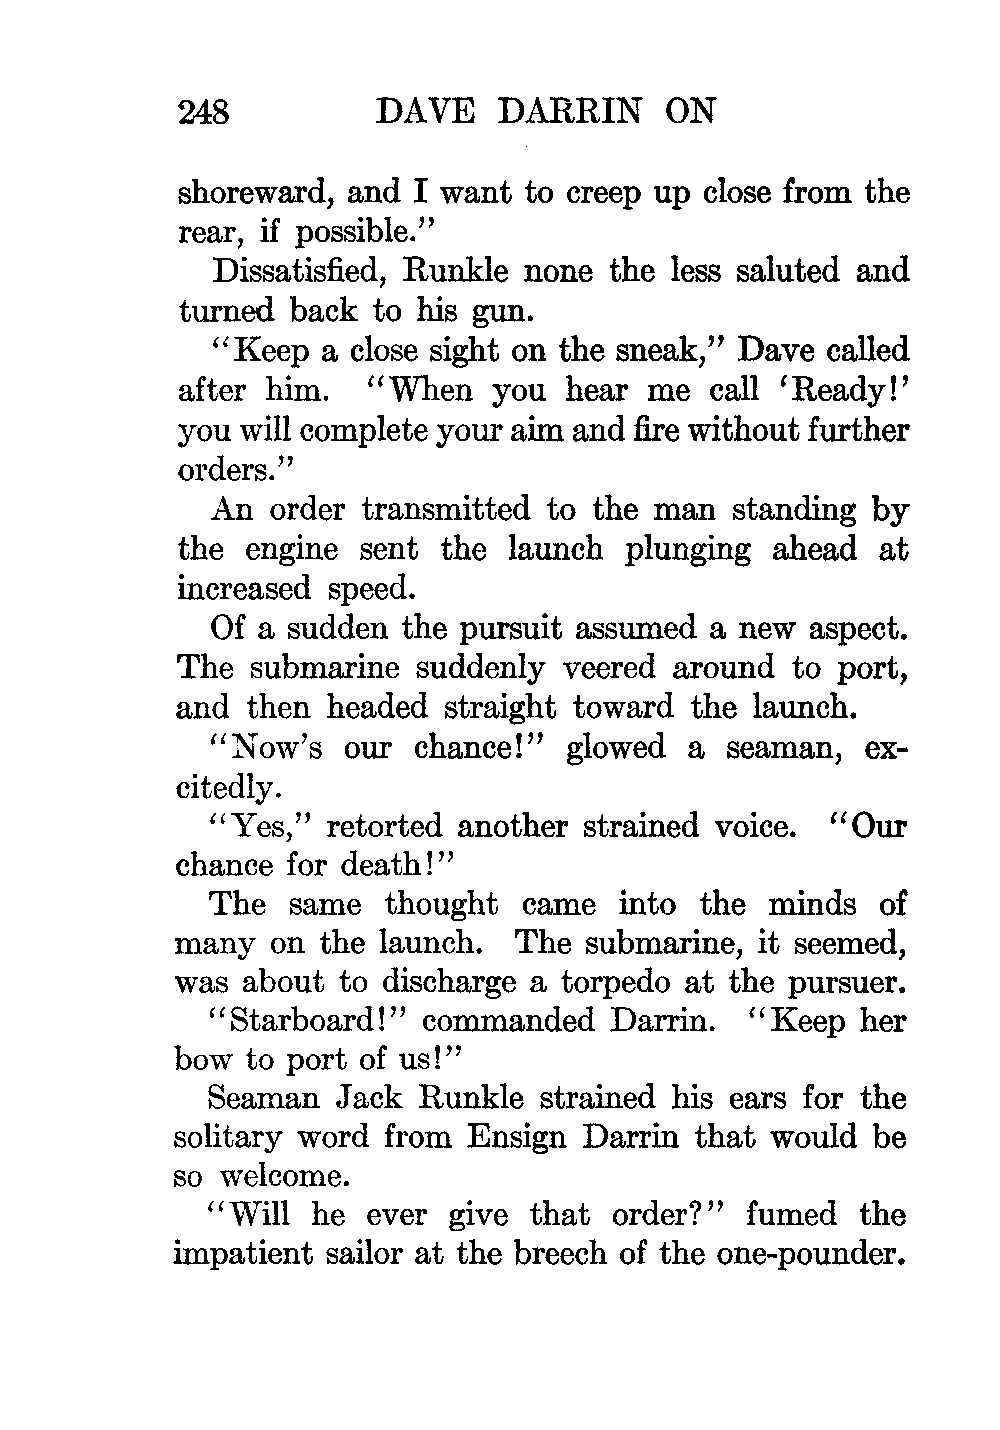 248 DAVE DARRIN ON
shoreward, and I want to creep up close from the
rear, if possible.”
Dissatisfied, Runkle none the less saluted and
turned back to his gun.
“Keep a close sight on the sneak,” Dave called
after him. “When you hear me call ‘Ready!’
you will complete your aim and fire without further
orders.”
An order transmitted to the man standing by
the engine sent the launch plunging ahead at
increased speed.
Of a sudden the pursuit assumed a new aspect.
The submarine suddenly veered around to port,
and then headed straight toward the launch.
“Now’s our chance!” glowed a seaman, ex-
citedly.
“Yes,” retorted another strained voice. “Our
chance for death!”
The same thought came into the minds of
many on the launch. The submarine, it seemed,
was about to discharge a torpedo at the pursuer.
“Starboard!” commanded Darrin. “Keep her
bow to port of us!”
Seaman Jack Runkle strained his ears for the
solitary word from Ensign Darrin that would be
so welcome.
“Will he ever give that order?” fumed the
impatient sailor at the breech of the one-pounder.